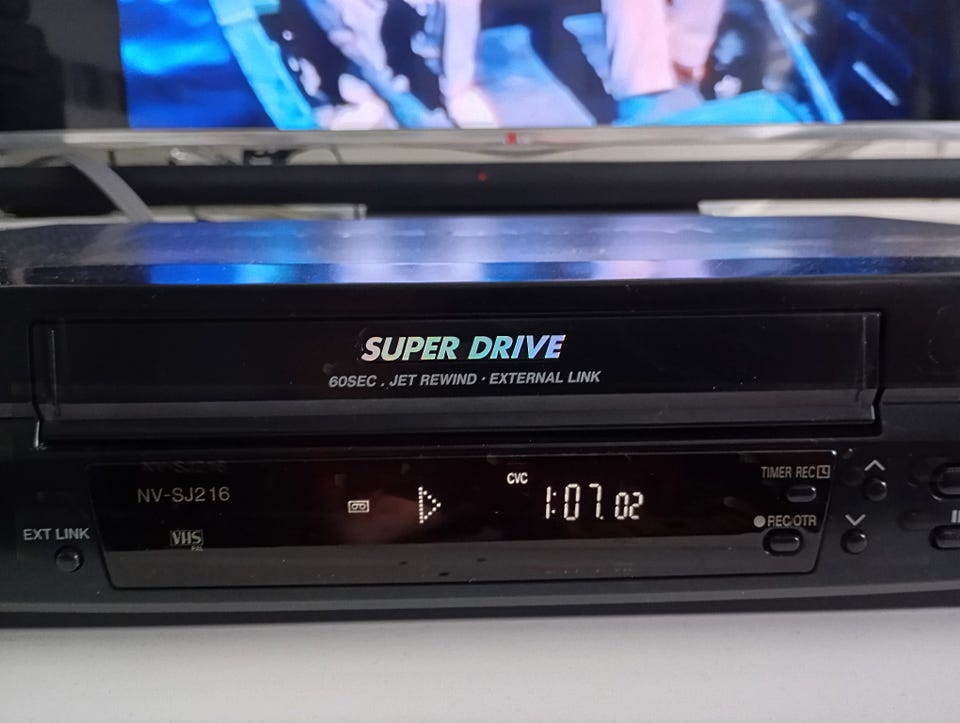 SUPER DRIVE
60SEC . JET REWIND · EXTERNAL LINK
NV-SJ216
CVC
1:07.02
TIMER REC
REC/OTR
EXT LINK
VHS
PAL